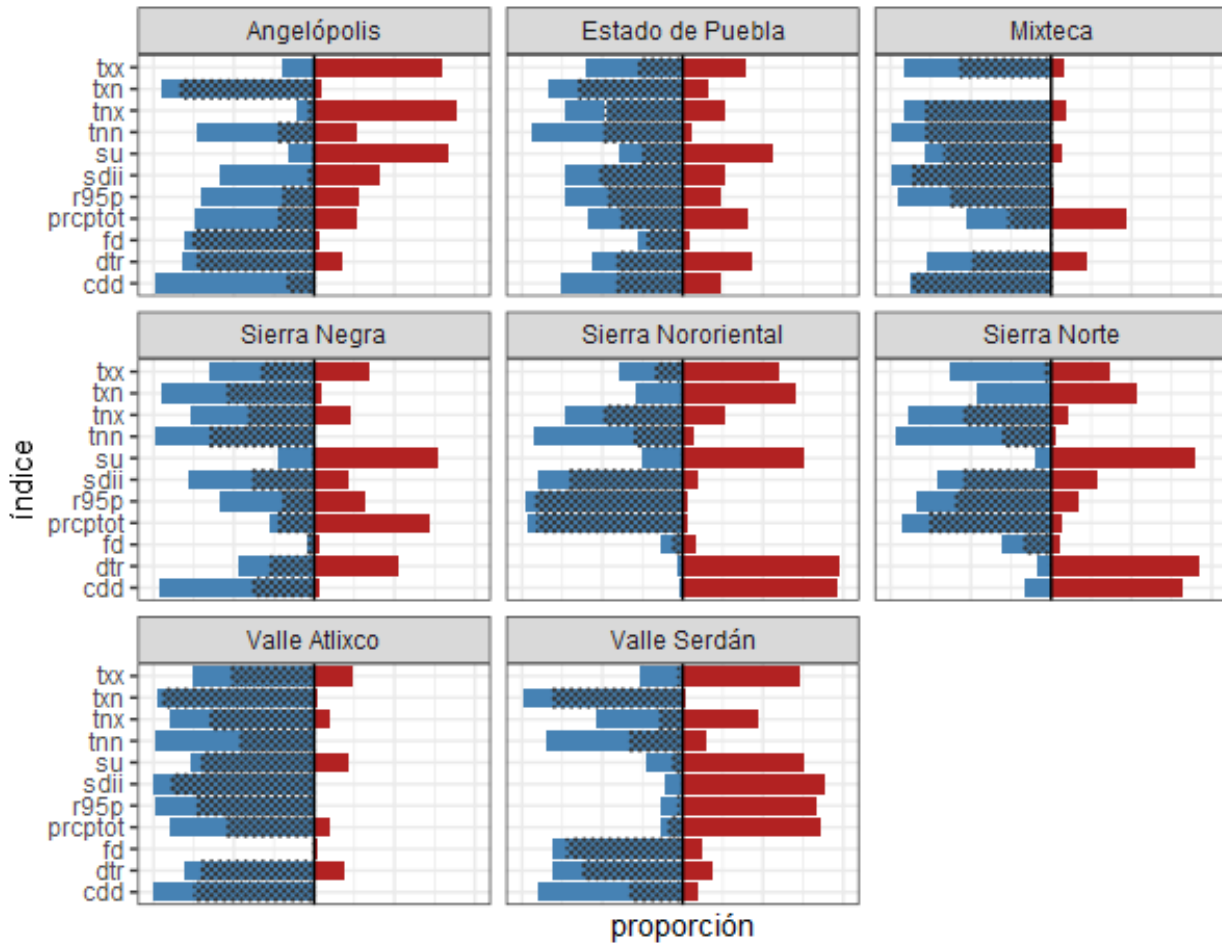 Angelópolis
Estado de Puebla
Mixteca
txx
txn
tnx
tnn
su
sdii
r95p
prcptot
fd
dtr
cdd
Sierra Negra
Sierra Nororiental
Sierra Norte
txx
txn
tnx
tnn
su
sdii
r95p
prcptot
fd
dtr
cdd
índice
Valle Atlixco
Valle Serdán
txx
txn
tnx
tnn
su
sdii
r95p
prcptot
fd
dtr
cdd
proporción